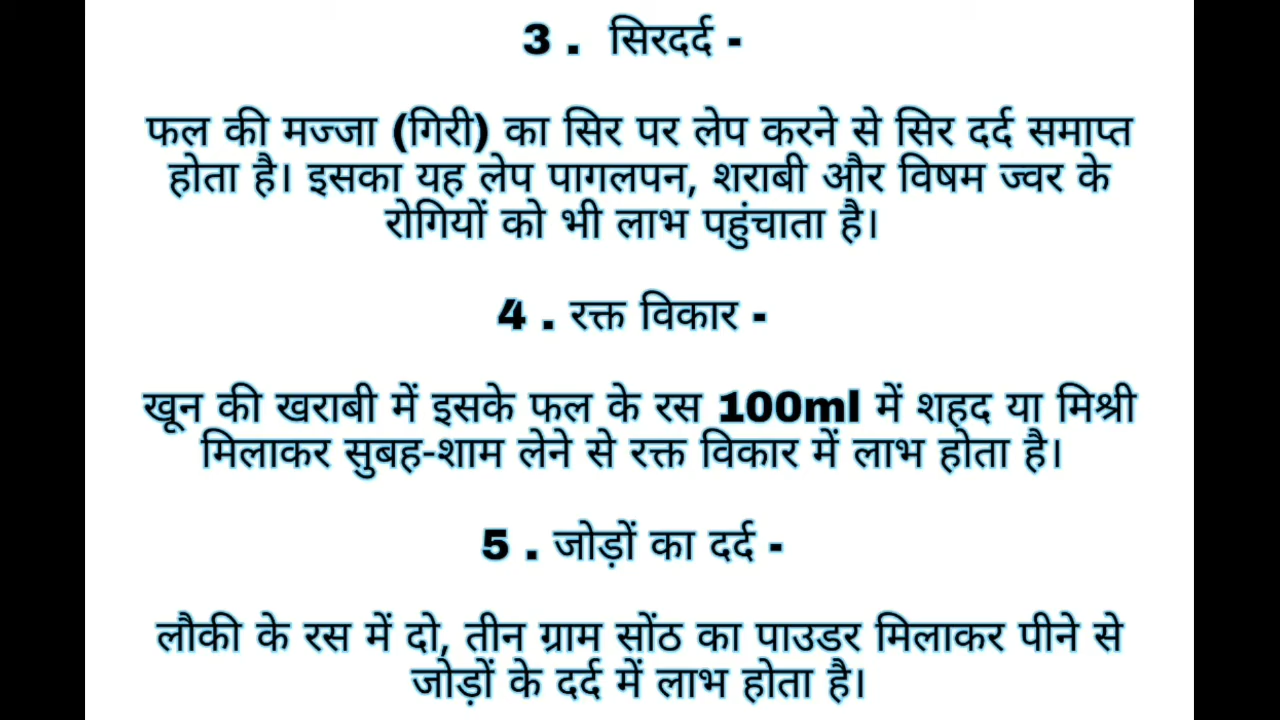 3 . सिरदर्द -
फल की मज्जा (गिरी) का सिर पर लेप करने से सिर दर्द समाप्त
होता है। इसका यह लेप पागलपन, शराबी और विषम ज्वर के
रोगियों को भी लाभ पहुंचाता है।
4 . रक्त विकार -
खून की खराबी में इसके फल के रस 100ml में शहद या मिश्री
मिलाकर सुबह-शाम लेने से रक्त विकार में लाभ होता है।
5 . जोड़ों का दर्द -
लौकी के रस में दो, तीन ग्राम सोंठ का पाउडर मिलाकर पीने से
जोड़ों के दर्द में लाभ होता है।